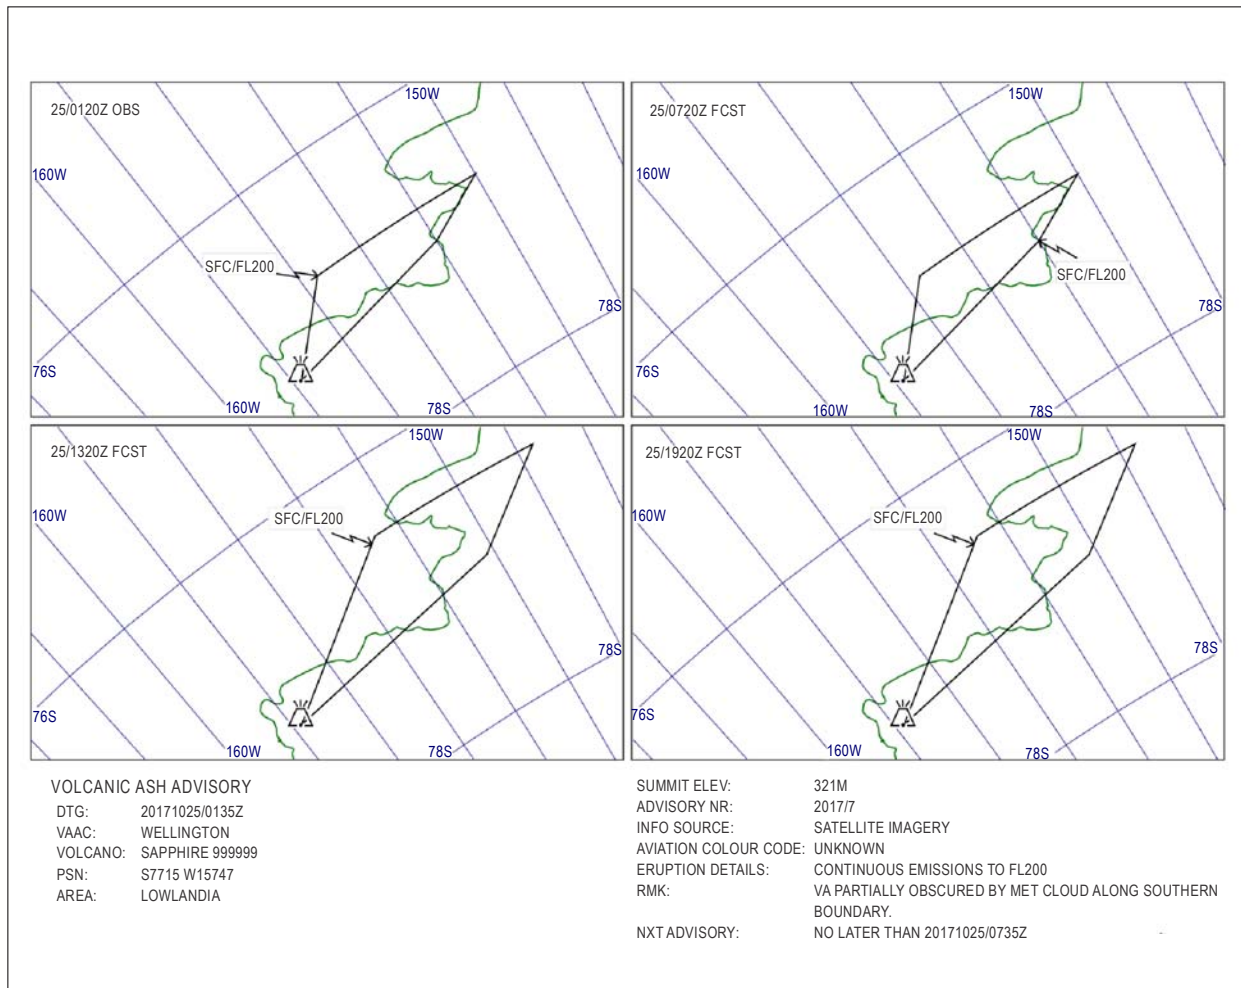 25/0120Z OBS
150W
160W
SFC/FL200
78S
76S
160W
78S
25/0720Z FCST
150W
160W
SFC/FL200
78S
76S
160W
78S
25/1320Z FCST
150W
160W
SFC/FL200
78S
76S
160W
78S
25/1920Z FCST
150W
160W
SFC/FL200
78S
76S
160W
78S
VOLCANIC ASH ADVISORY
DTG: 20171025/0135Z
VAAC: WELLINGTON
VOLCANO: SAPPHIRE 999999
PSN: S7715 W15747
AREA: LOWLANDIA
SUMMIT ELEV: 321M
ADVISORY NR: 2017/7
INFO SOURCE: SATELLITE IMAGERY
AVIATION COLOUR CODE: UNKNOWN
ERUPTION DETAILS: CONTINUOUS EMISSIONS TO FL200
RMK: VA PARTIALLY OBSCURED BY MET CLOUD ALONG SOUTHERN
BOUNDARY.
NXT ADVISORY: NO LATER THAN 20171025/0735Z